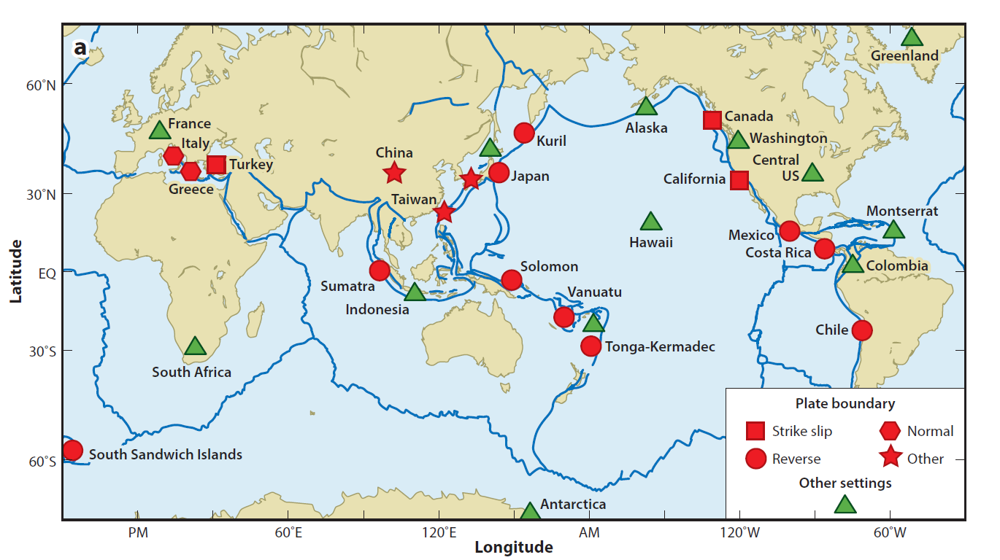 a
Greenland
60°N
France
Canada
Italy
Alaska
Washington
Kuril
China
Central
US
Turkey
Japan
California
Greece
30°N
Taiwan
Montserrat
Hawaii
Mexico
Costa Rica
Solomon
Colombia
EQ
Sumatra
Vanuatu
Indonesia
Chile
Tonga-Kermadec
30°S
South Africa
Plate boundary
Strike slip
Normal
Reverse
Other
Other settings
South Sandwich Islands
60°S
Antarctica
Latitude
PM
60°E
120°E
AM
120°W
60°W
Longitude